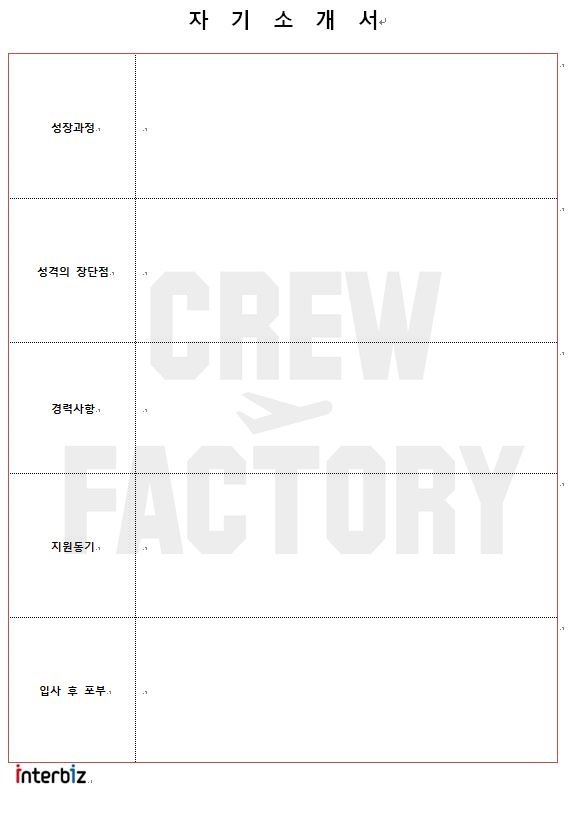 자 기 소 개 서
성장과정
성격의 장단점
CREW
경력사항
FACTORY
지원동기
입사 후 포부
interbiz